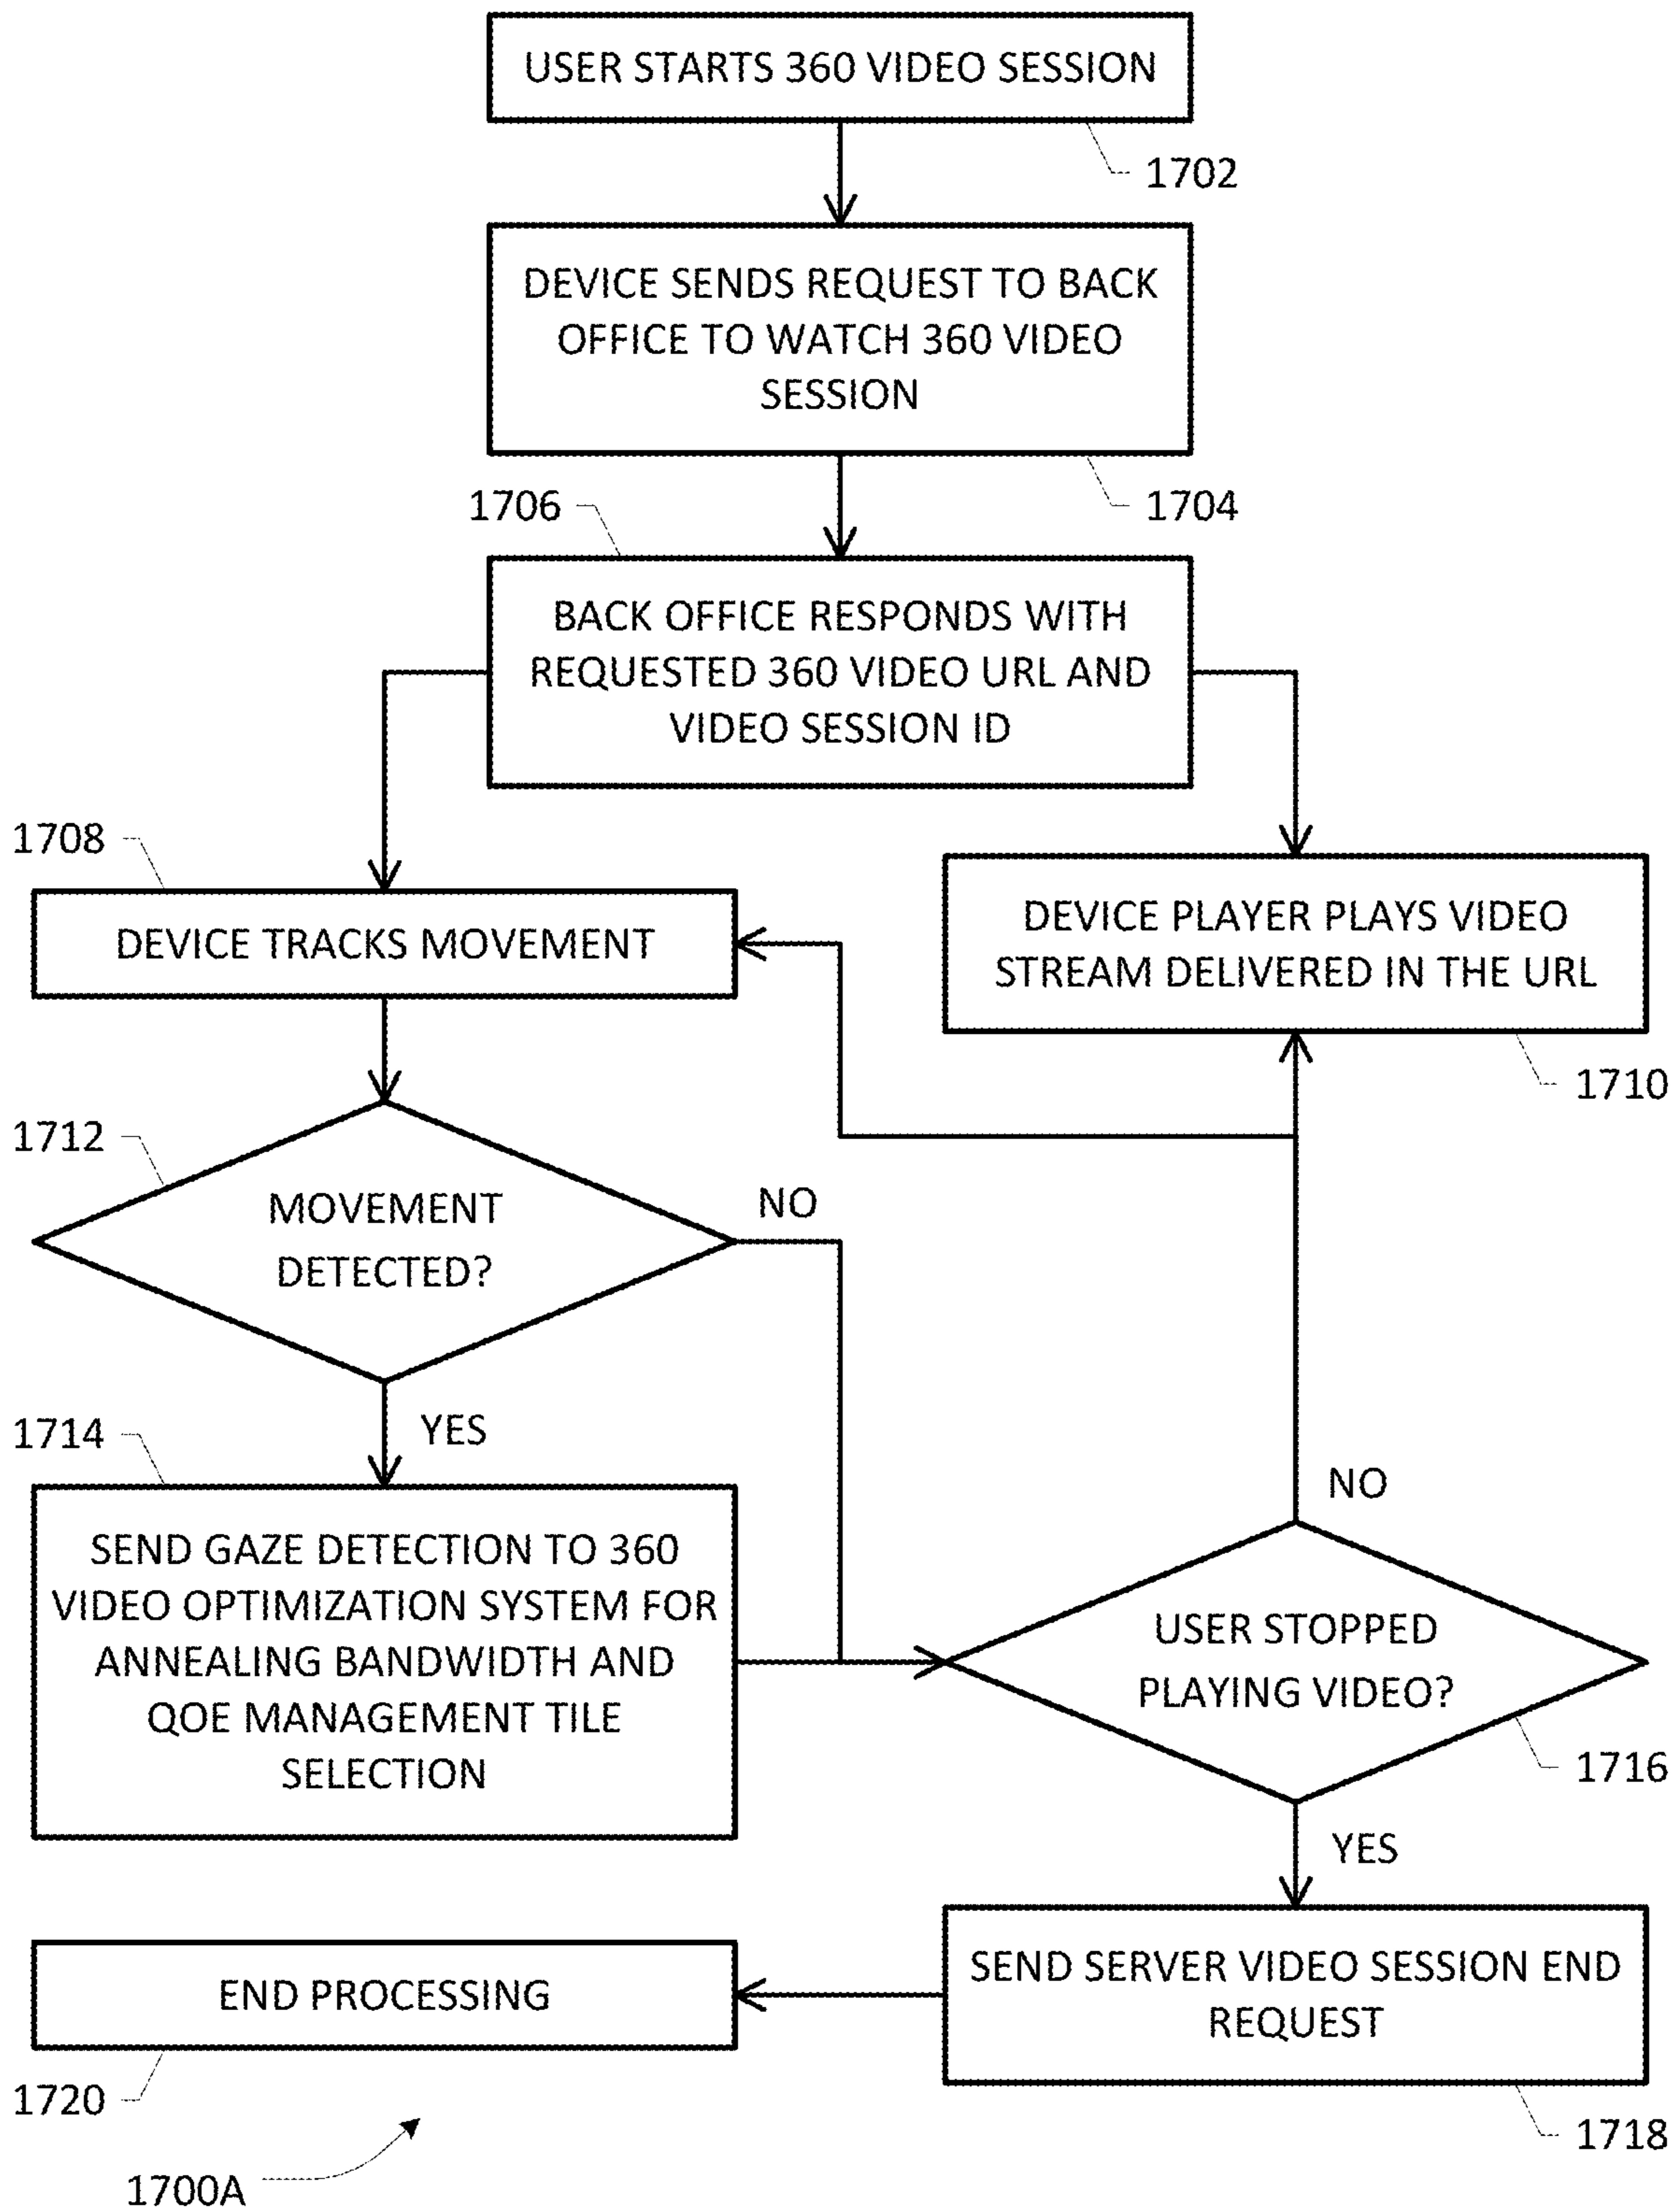 USER STARTS 360 VIDEO SESSION
1702
DEVICE SENDS REQUEST TO BACK
OFFICE TO WATCH 360 VIDEO
SESSION
1704
1706
BACK OFFICE RESPONDS WITH
REQUESTED 360 VIDEO URL AND
VIDEO SESSION ID
1708
DEVICE TRACKS MOVEMENT
DEVICE PLAYER PLAYS VIDEO
STREAM DELIVERED IN THE URL
1710
1712
MOVEMENT
DETECTED?
NO
YES
1714
SEND GAZE DETECTION TO 360
VIDEO OPTIMIZATION SYSTEM FOR
ANNEALING BANDWIDTH AND
QOE MANAGEMENT TILE
SELECTION
NO
USER STOPPED
PLAYING VIDEO?
1716
YES
SEND SERVER VIDEO SESSION END
REQUEST
1718
END PROCESSING
1720
1700A